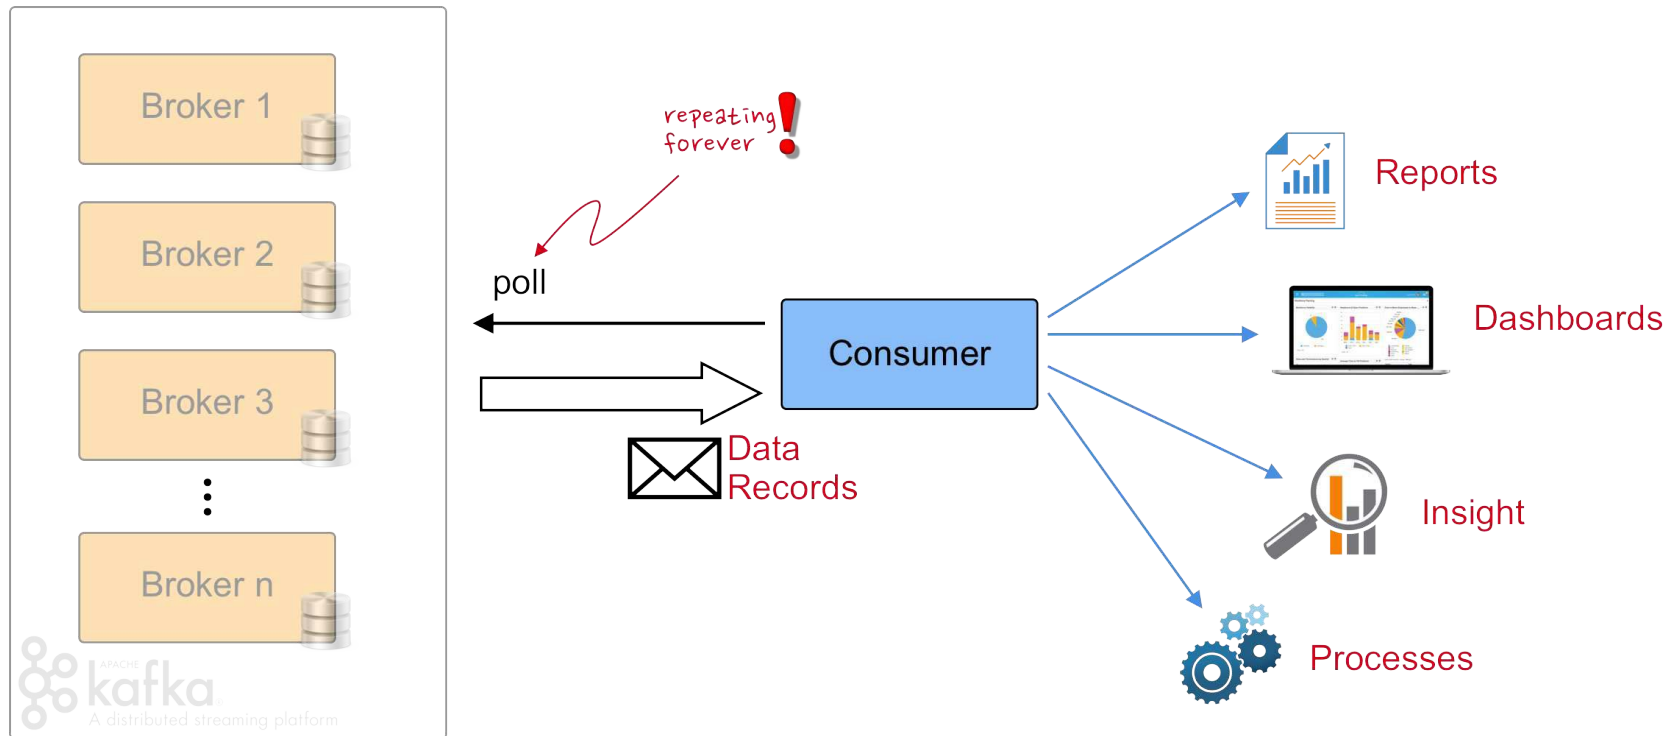 Broker 1
Broker 2
Broker 3
Broker n
APACHE
kafka
A distributed streaming platform
repeating
forever
poll
Consumer
Data
Records
Reports
Dashboards
Insight
Processes